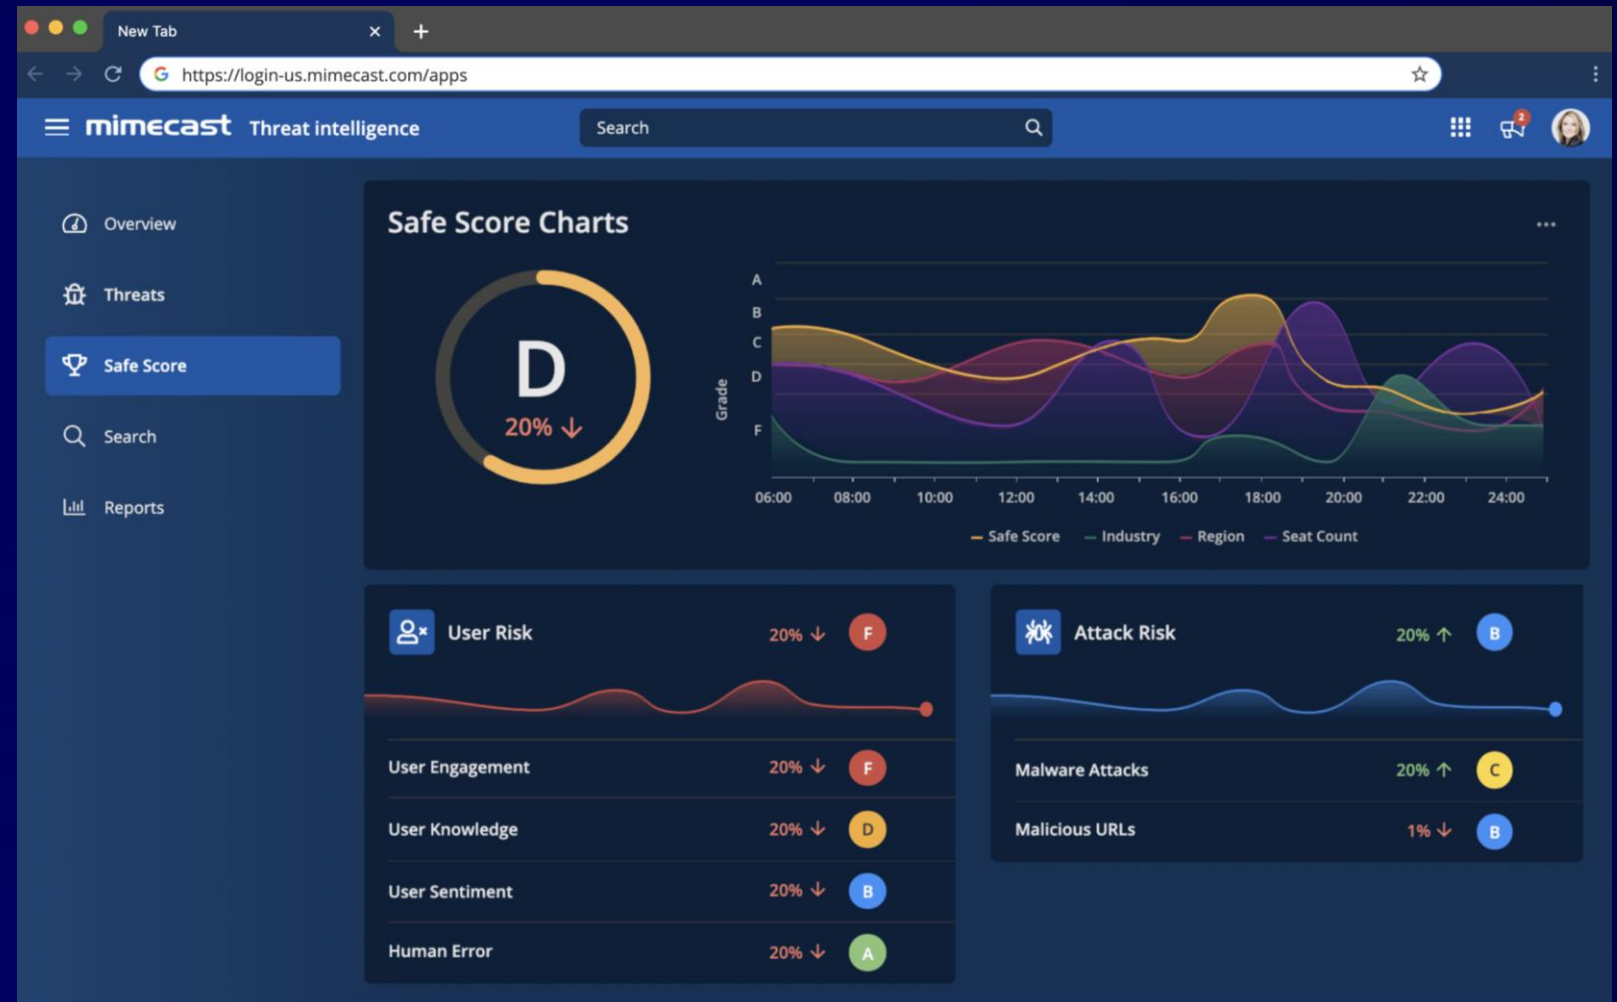 New Tab
https://login-us.mimecast.com/apps
mimecast Threat intelligence
Search
2
Overview
Threats
Safe Score
Search
Reports
Safe Score Charts
D
20%
Grade
A
B
C
D
F
06:00 08:00 10:00 12:00 14:00 16:00 18:00 20:00 22:00 24:00
Safe Score Industry Region Seat Count
User Risk 20% F
User Engagement 20% F
User Knowledge 20% D
User Sentiment 20% B
Human Error 20% A
Attack Risk 20% B
Malware Attacks 20% C
Malicious URLs 1% B